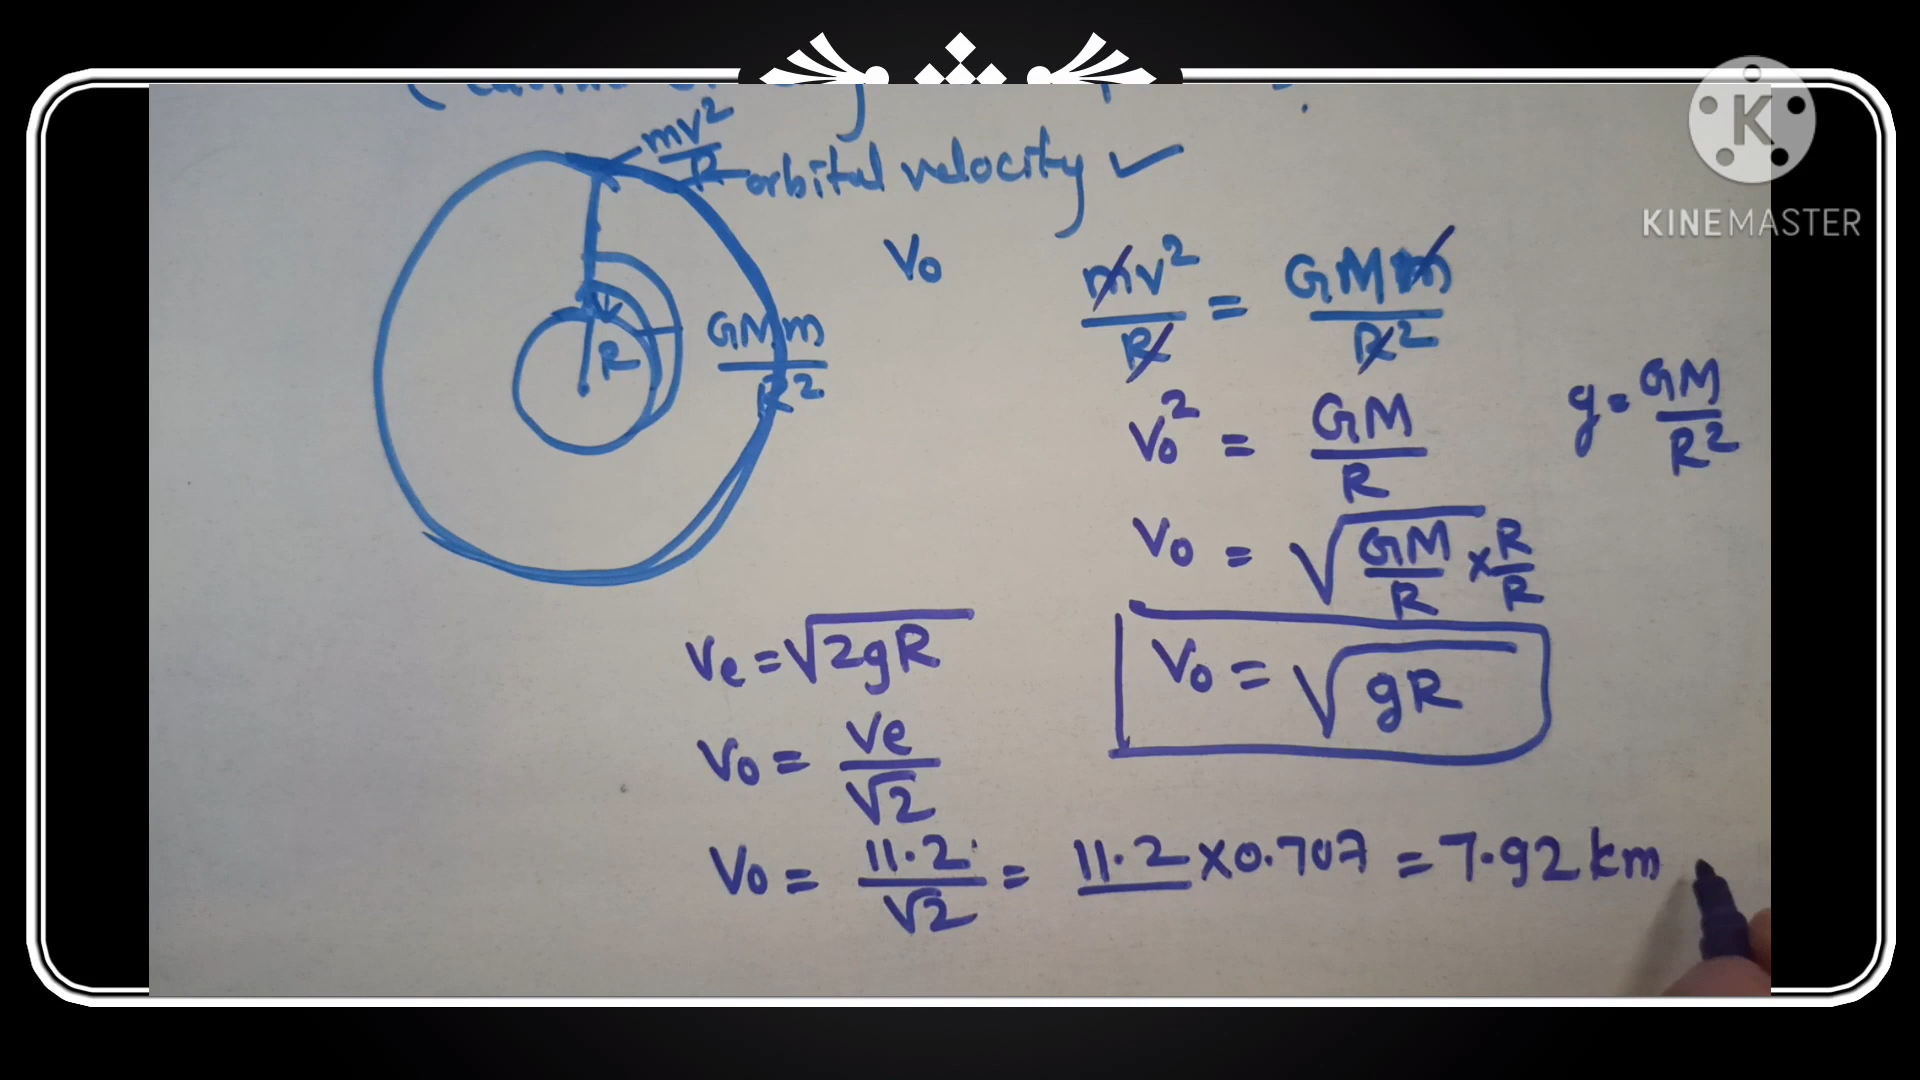 mv²/R
orbital velocity ✓
V₀
R
GMm/R²
mv²/R = GMm/R²
V₀² = GM/R
g = GM/R²
V₀ = √(GM/R × R/R)
V₀ = √gR
Ve = √2gR
V₀ = Ve/√2
V₀ = 11.2/√2 = 11.2 × 0.707 = 7.92 km
K
KINEMASTER